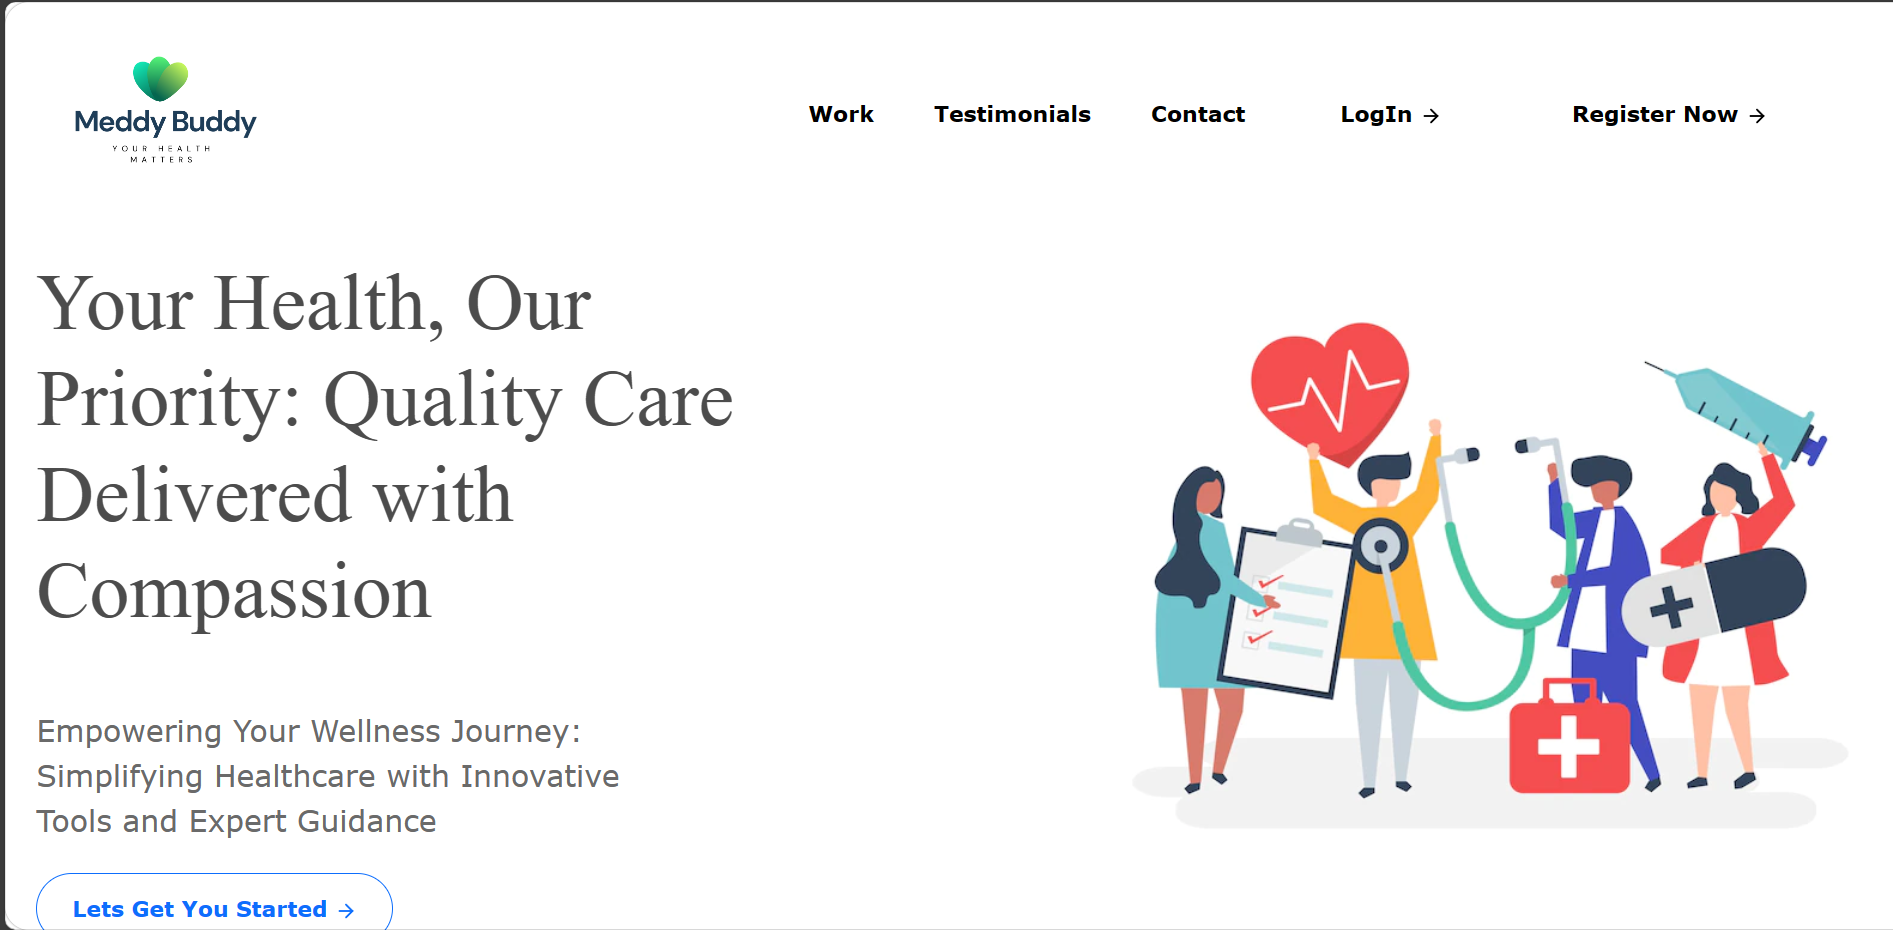 Meddy Buddy
YOUR HEALTH
MATTERS
Work Testimonials Contact LogIn → Register Now →
Your Health, Our
Priority: Quality Care
Delivered with
Compassion
Empowering Your Wellness Journey:
Simplifying Healthcare with Innovative
Tools and Expert Guidance
Lets Get You Started →